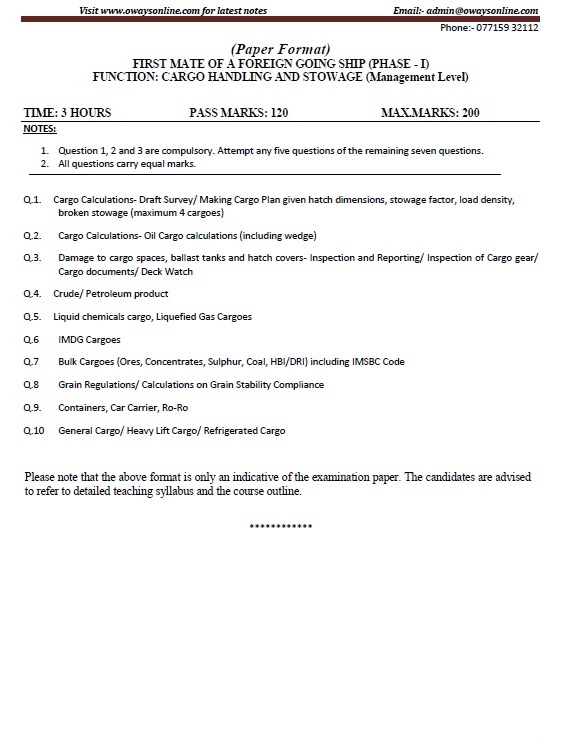 Visit www.owaysonline.com for latest notes Email:- admin@owaysonline.com
Phone:- 077159 32112
(Paper Format)
FIRST MATE OF A FOREIGN GOING SHIP (PHASE - I)
FUNCTION: CARGO HANDLING AND STOWAGE (Management Level)
TIME: 3 HOURS PASS MARKS: 120 MAX.MARKS: 200
NOTES:
1. Question 1, 2 and 3 are compulsory. Attempt any five questions of the remaining seven questions.
2. All questions carry equal marks.
Q.1. Cargo Calculations- Draft Survey/ Making Cargo Plan given hatch dimensions, stowage factor, load density,
broken stowage (maximum 4 cargoes)
Q.2. Cargo Calculations- Oil Cargo calculations (including wedge)
Q.3. Damage to cargo spaces, ballast tanks and hatch covers- Inspection and Reporting/ Inspection of Cargo gear/
Cargo documents/ Deck Watch
Q.4. Crude/ Petroleum product
Q.5. Liquid chemicals cargo, Liquefied Gas Cargoes
Q.6 IMDG Cargoes
Q.7 Bulk Cargoes (Ores, Concentrates, Sulphur, Coal, HBI/DRI) including IMSBC Code
Q.8 Grain Regulations/ Calculations on Grain Stability Compliance
Q.9. Containers, Car Carrier, Ro-Ro
Q.10 General Cargo/ Heavy Lift Cargo/ Refrigerated Cargo
Please note that the above format is only an indicative of the examination paper. The candidates are advised
to refer to detailed teaching syllabus and the course outline.
************